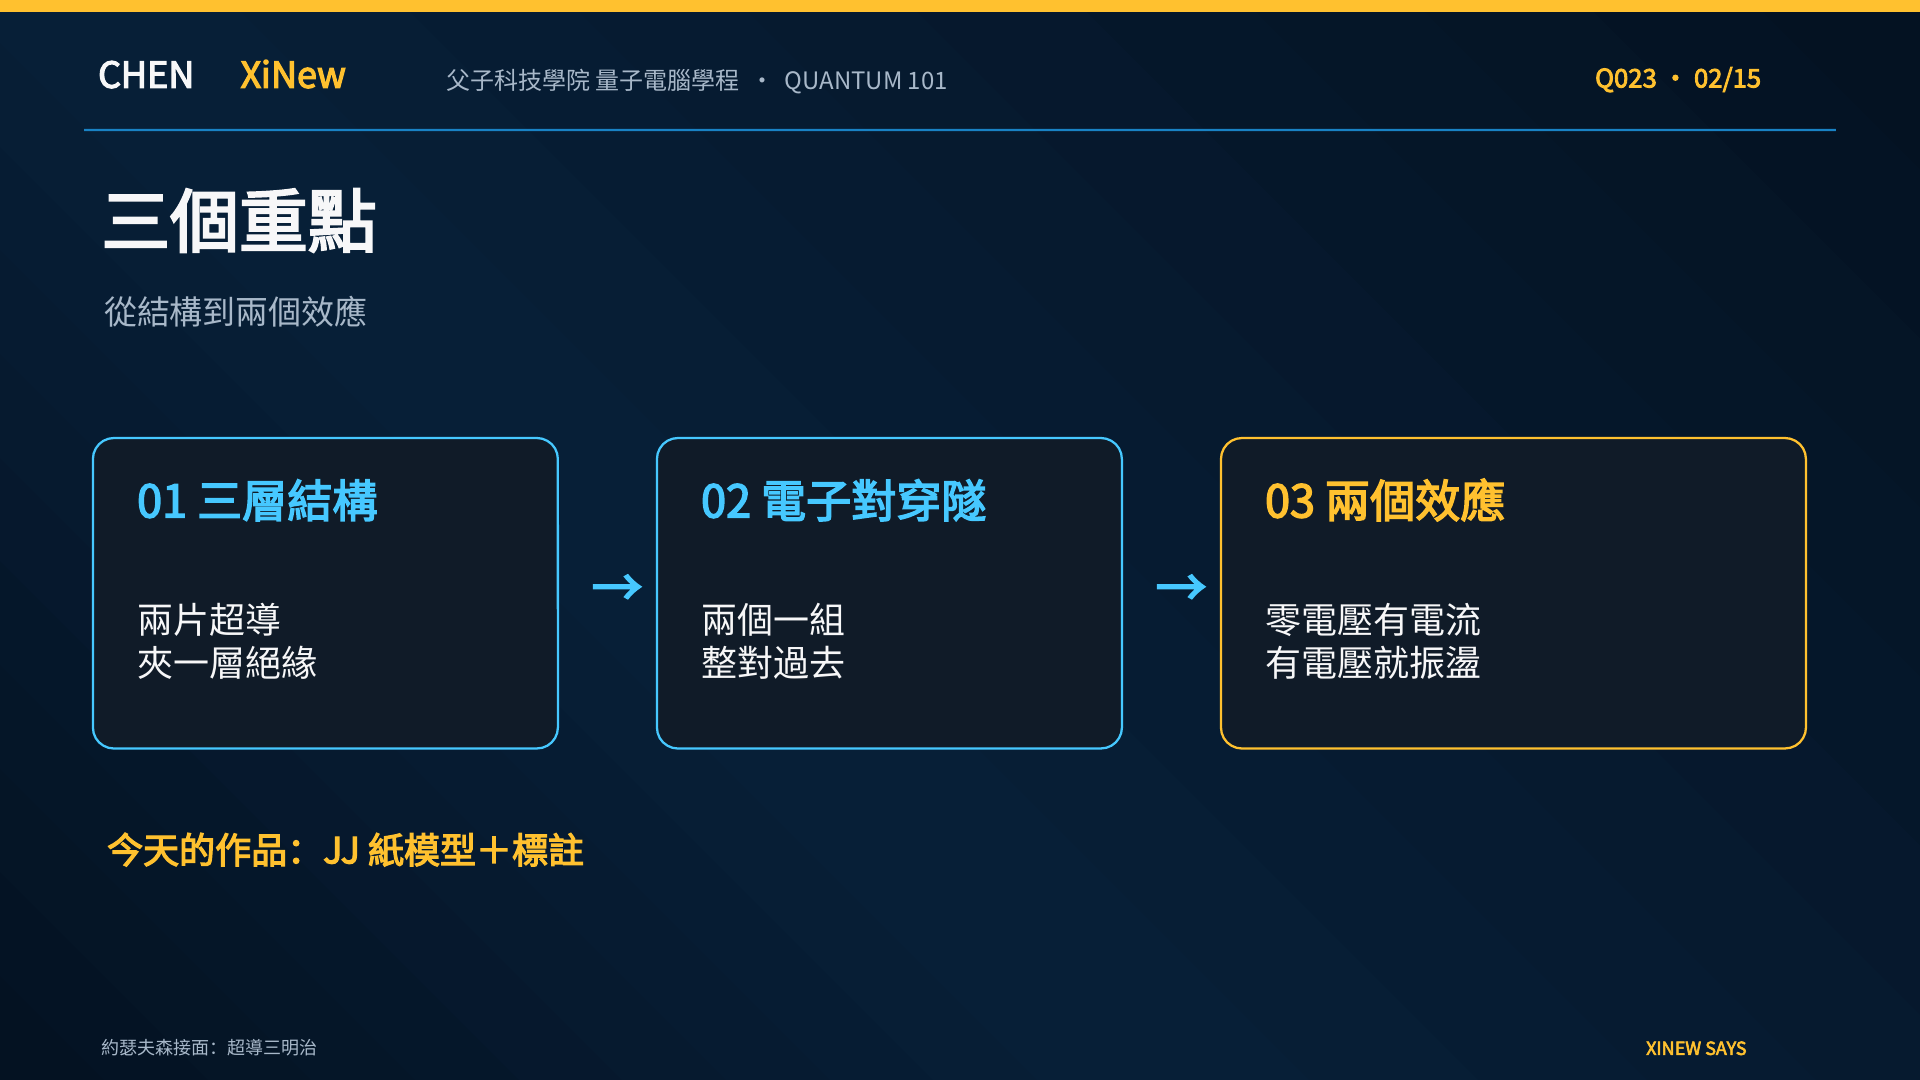 CHEN XiNew 父子科技學院 量子電腦學程 · QUANTUM 101 Q023 · 02/15
三個重點
從結構到兩個效應
01 三層結構
兩片超導
夾一層絕緣
→
02 電子對穿隧
兩個一組
整對過去
→
03 兩個效應
零電壓有電流
有電壓就振盪
今天的作品：JJ 紙模型＋標註
約瑟夫森接面：超導三明治
XINEW SAYS